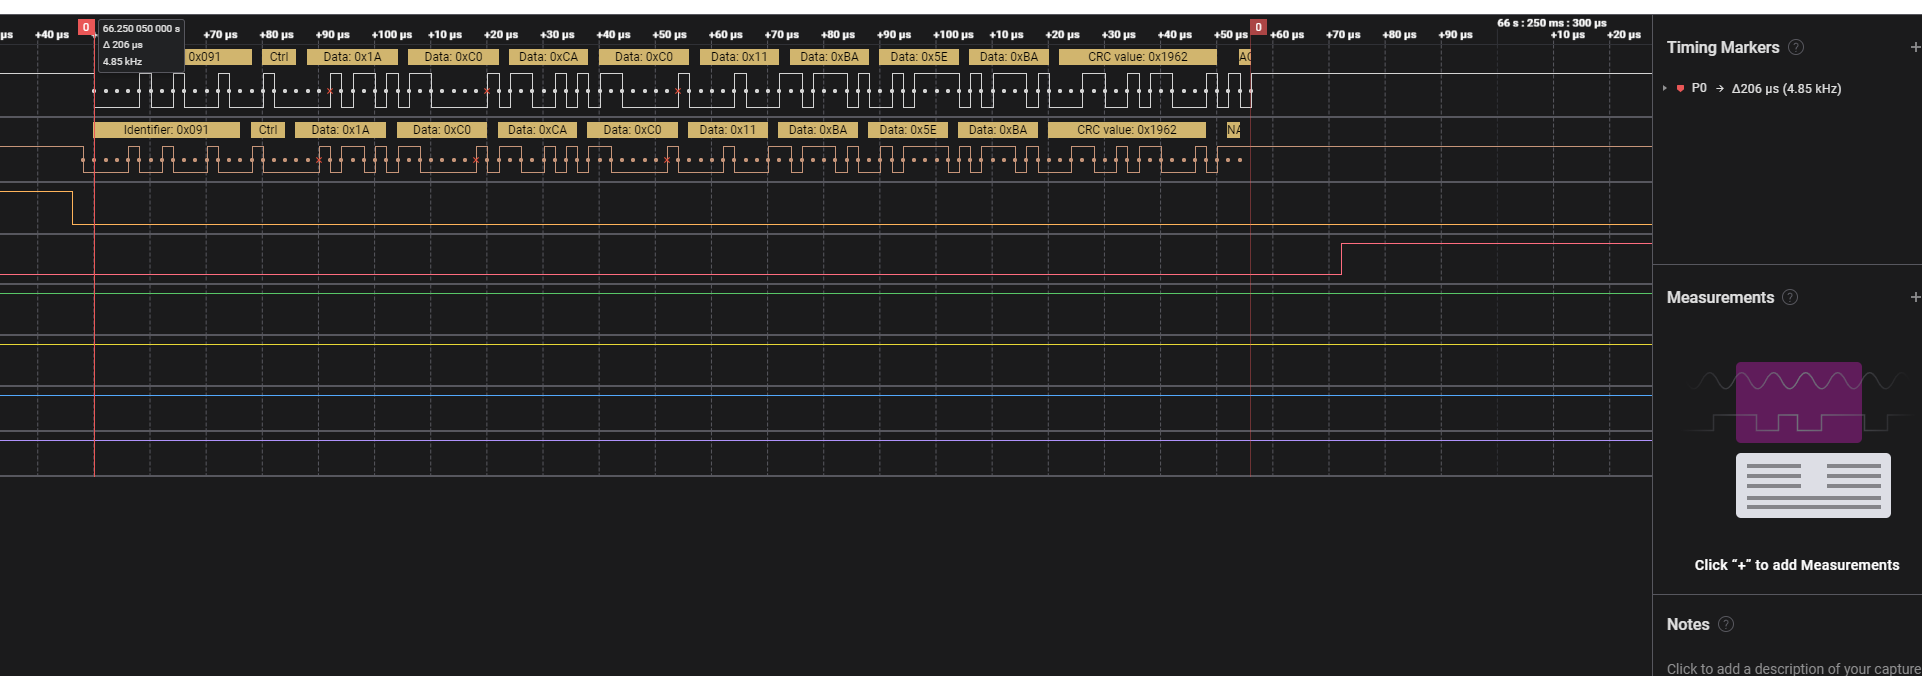 66 s : 250 ms : 300 µs
µs +40 µs 0 +70 µs +80 µs +90 µs +100 µs +10 µs +20 µs +30 µs +40 µs +50 µs +60 µs +70 µs +80 µs +90 µs +100 µs +10 µs +20 µs +30 µs +40 µs +50 µs 0 +60 µs +70 µs +80 µs +90 µs +10 µs +20 µs
66.250 050 000 s
Δ 206 µs
4.85 kHz
0x091 Ctrl Data: 0x1A Data: 0xC0 Data: 0xCA Data: 0xC0 Data: 0x11 Data: 0xBA Data: 0x5E Data: 0xBA CRC value: 0x1962 AC
Identifier: 0x091 Ctrl Data: 0x1A Data: 0xC0 Data: 0xCA Data: 0xC0 Data: 0x11 Data: 0xBA Data: 0x5E Data: 0xBA CRC value: 0x1962 NA
Timing Markers ? +
P0 → Δ206 µs (4.85 kHz)
Measurements ? +
Click “+” to add Measurements
Notes ?
Click to add a description of your capture